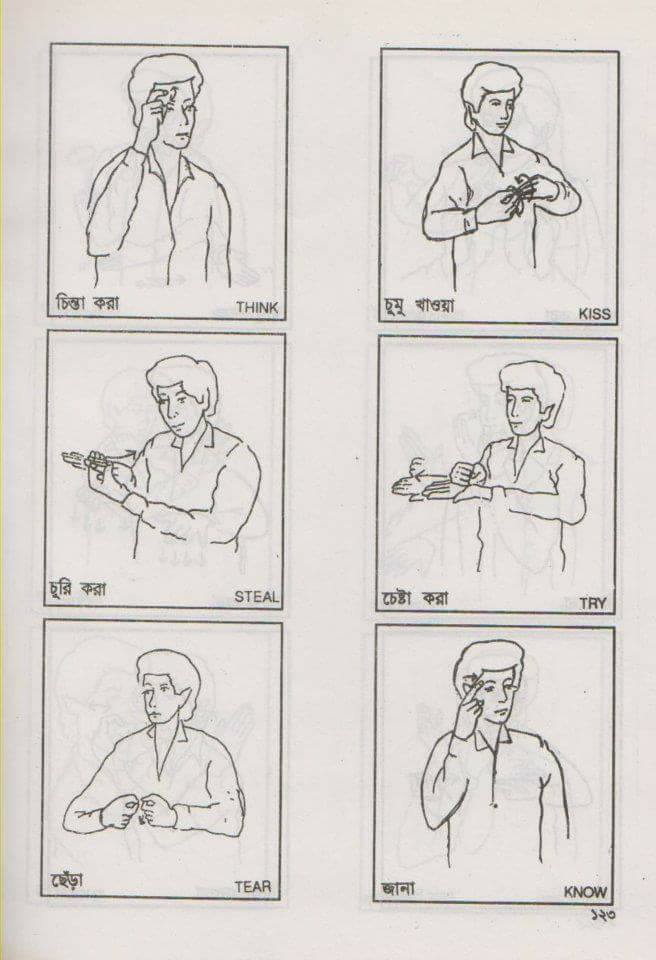 চিন্তা করা THINK
চুমু খাওয়া KISS
চুরি করা STEAL
চেষ্টা করা TRY
ছেঁড়া TEAR
জানা KNOW
১২৩